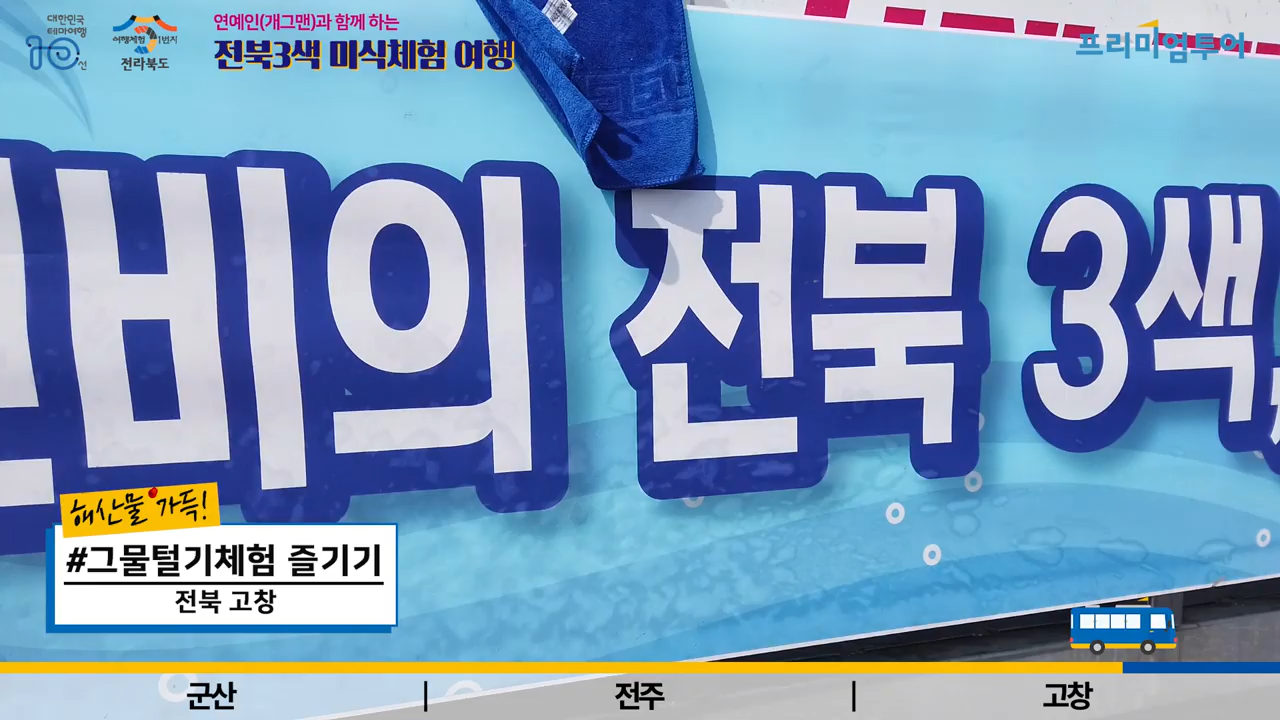 대한민국
테마여행
10선
여행체험 1번지
전라북도
연예인(개그맨)과 함께 하는
전북3색 미식체험 여행
프리미엄투어
비의 전북 3색
해산물 가득!
#그물털기체험 즐기기
전북 고창
군산 | 전주 | 고창